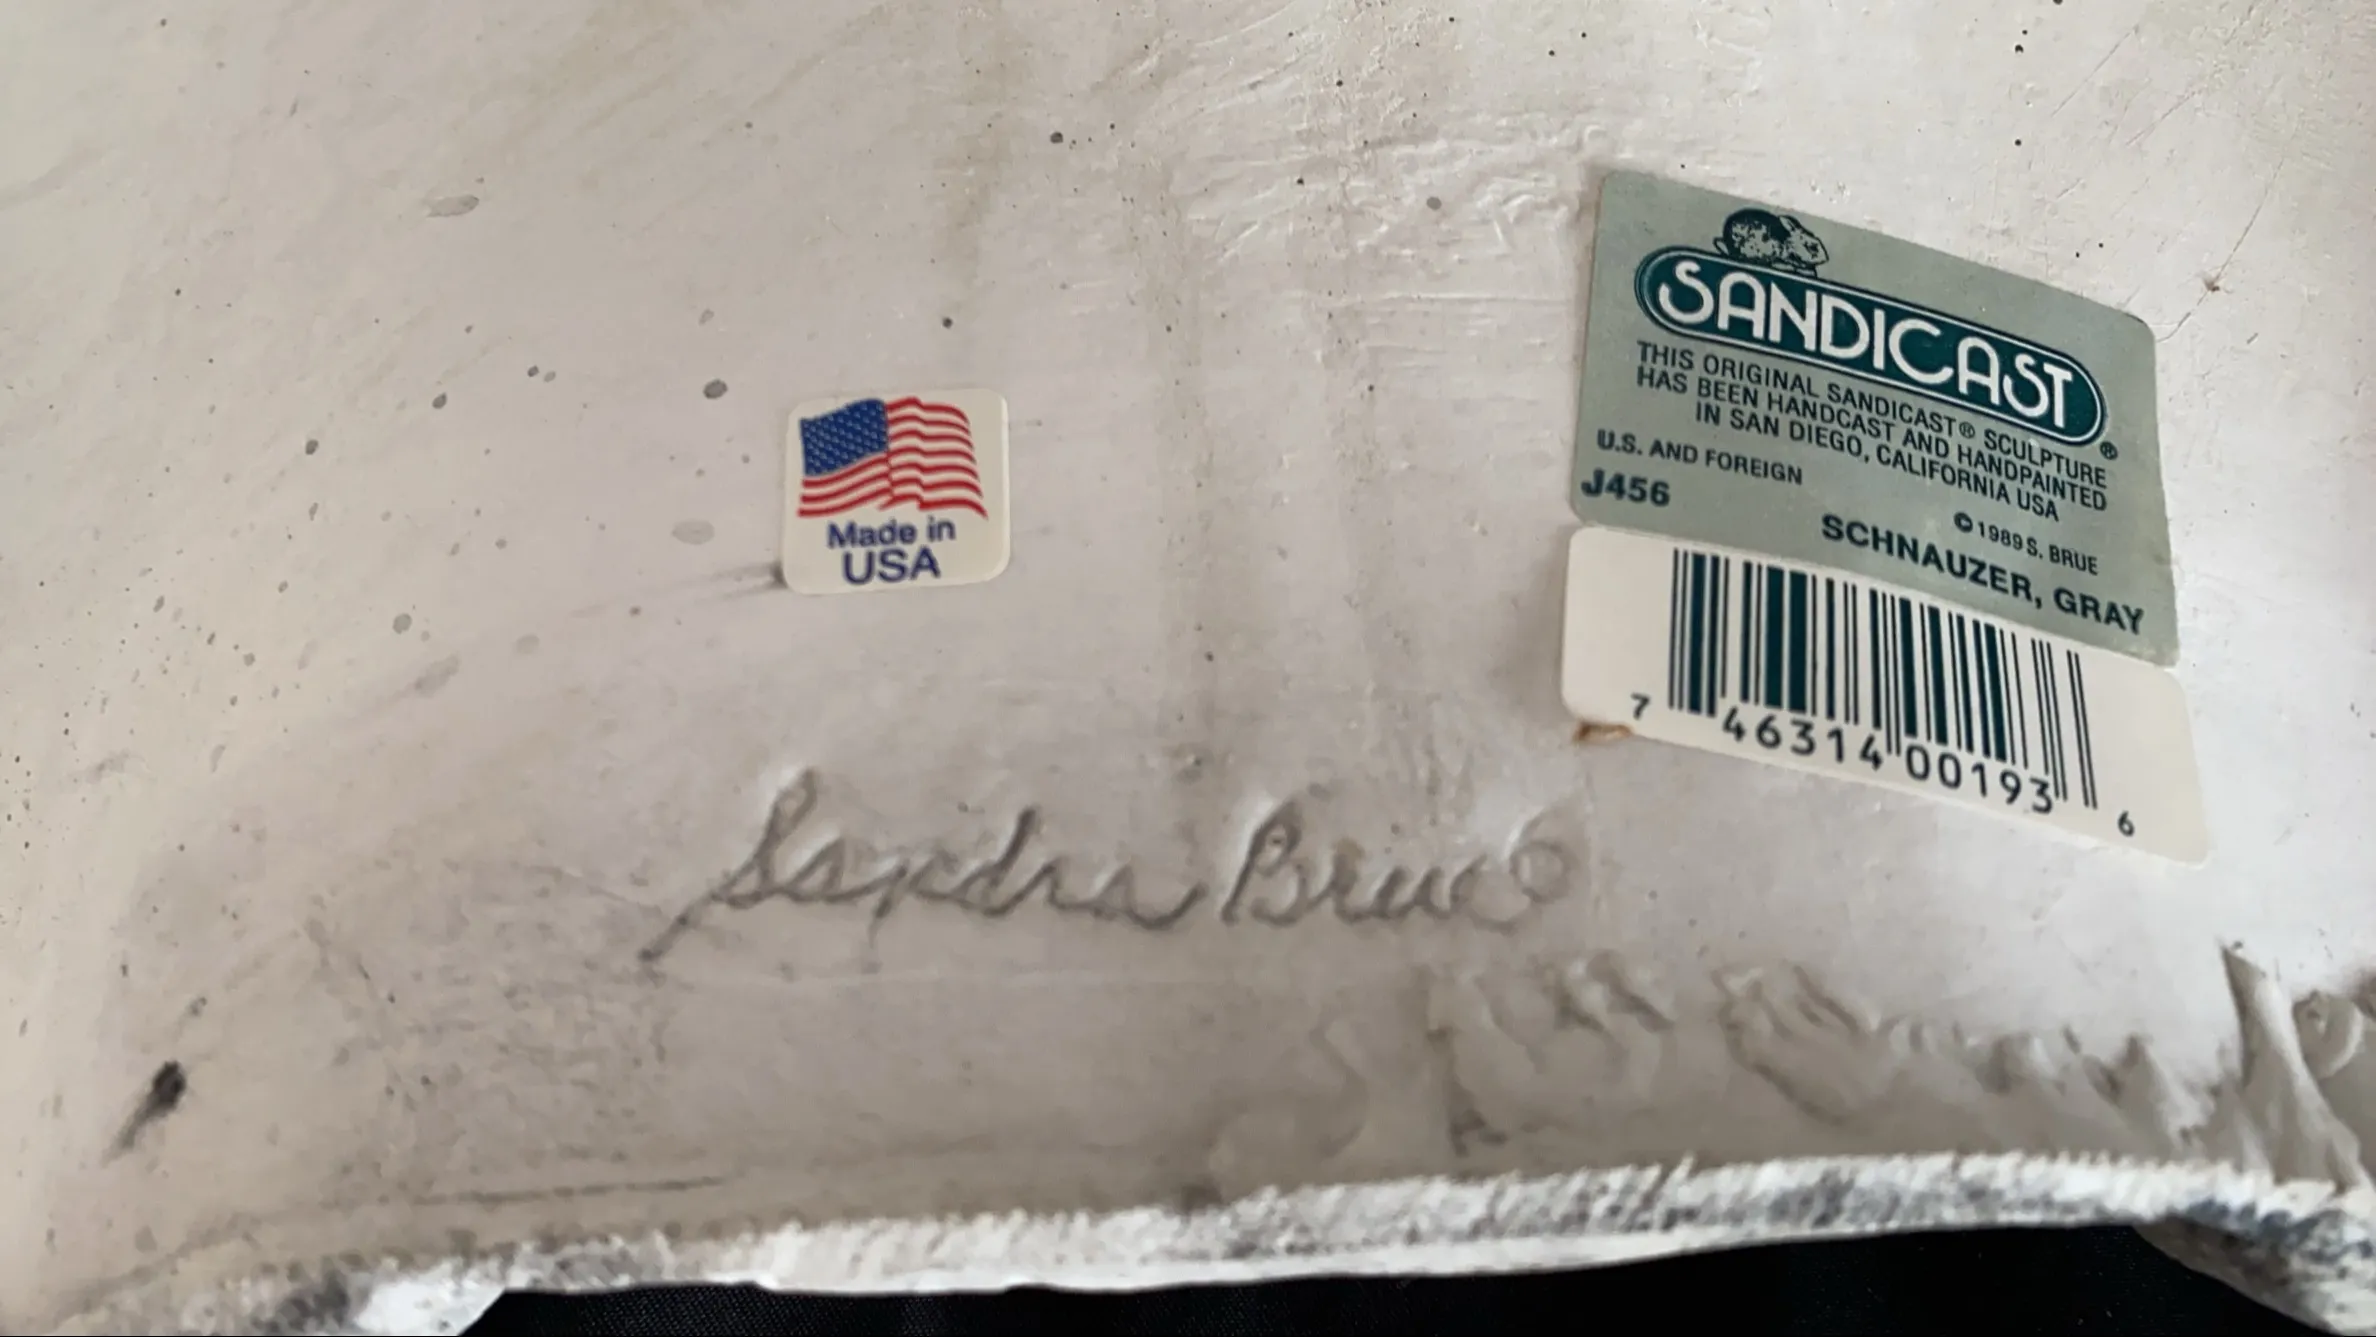 SANDICAST®
THIS ORIGINAL SANDICAST® SCULPTURE
HAS BEEN HANDCAST AND HANDPAINTED
IN SAN DIEGO, CALIFORNIA USA
U.S. AND FOREIGN
© 1989 S. BRUE
J456
SCHNAUZER, GRAY
7 46314 00193 6
Made in
USA
Sandra Brue